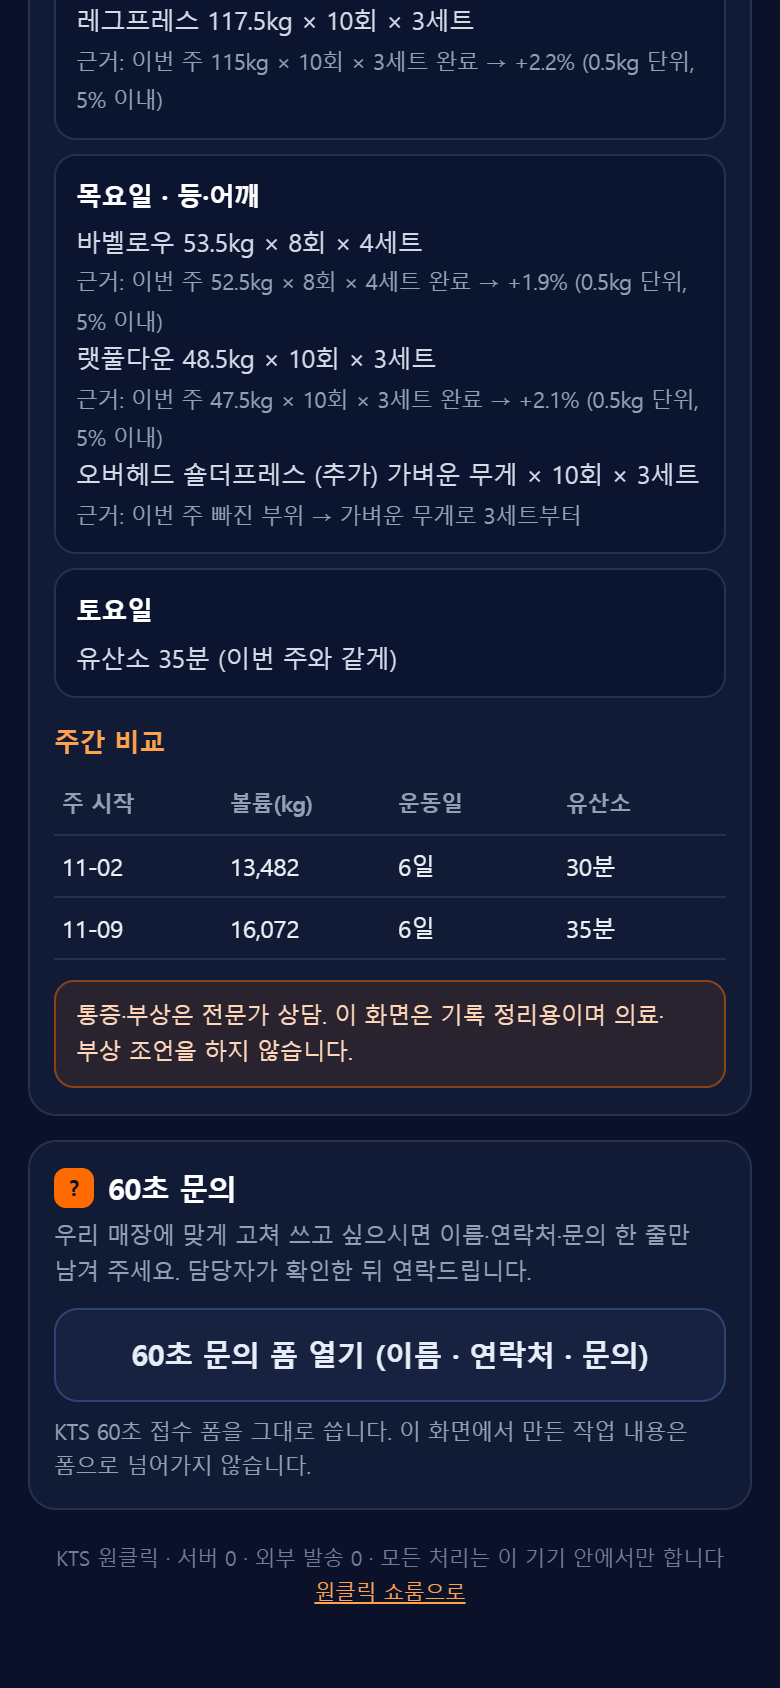 레그프레스 117.5kg × 10회 × 3세트
근거: 이번 주 115kg × 10회 × 3세트 완료 → +2.2% (0.5kg 단위,
5% 이내)
목요일 · 등·어깨
바벨로우 53.5kg × 8회 × 4세트
근거: 이번 주 52.5kg × 8회 × 4세트 완료 → +1.9% (0.5kg 단위,
5% 이내)
랫풀다운 48.5kg × 10회 × 3세트
근거: 이번 주 47.5kg × 10회 × 3세트 완료 → +2.1% (0.5kg 단위,
5% 이내)
오버헤드 숄더프레스 (추가) 가벼운 무게 × 10회 × 3세트
근거: 이번 주 빠진 부위 → 가벼운 무게로 3세트부터
토요일
유산소 35분 (이번 주와 같게)
주간 비교
주 시작 볼륨(kg) 운동일 유산소
11-02 13,482 6일 30분
11-09 16,072 6일 35분
통증·부상은 전문가 상담. 이 화면은 기록 정리용이며 의료·
부상 조언을 하지 않습니다.
? 60초 문의
우리 매장에 맞게 고쳐 쓰고 싶으시면 이름·연락처·문의 한 줄만
남겨 주세요. 담당자가 확인한 뒤 연락드립니다.
60초 문의 폼 열기 (이름 · 연락처 · 문의)
KTS 60초 접수 폼을 그대로 씁니다. 이 화면에서 만든 작업 내용은
폼으로 넘어가지 않습니다.
KTS 원클릭 · 서버 0 · 외부 발송 0 · 모든 처리는 이 기기 안에서만 합니다
원클릭 쇼룸으로